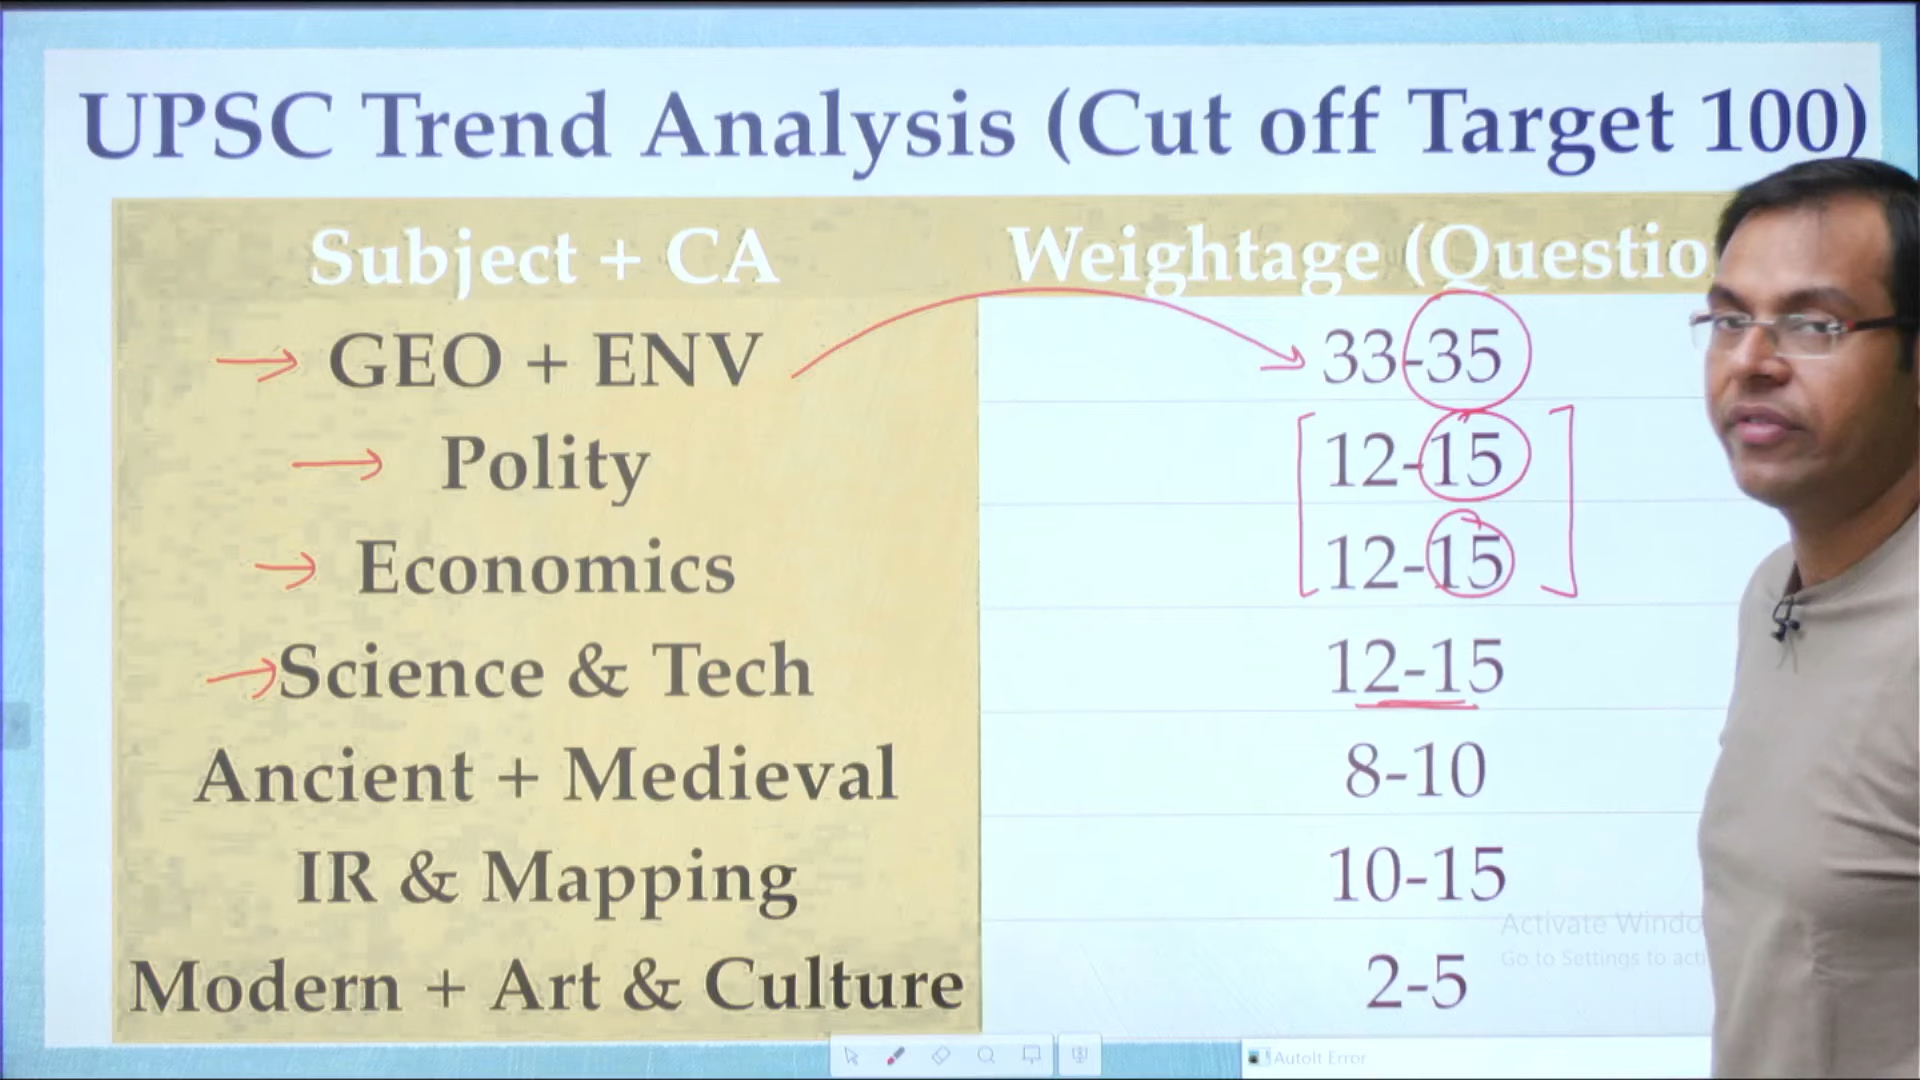 UPSC Trend Analysis (Cut off Target 100)
Subject + CA
Weightage (Questio
GEO + ENV
33-35
Polity
12-15
Economics
12-15
Science & Tech
12-15
Ancient + Medieval
8-10
IR & Mapping
10-15
Modern + Art & Culture
2-5
Activate Windo
Go to Settings to acti
AutoIt Error